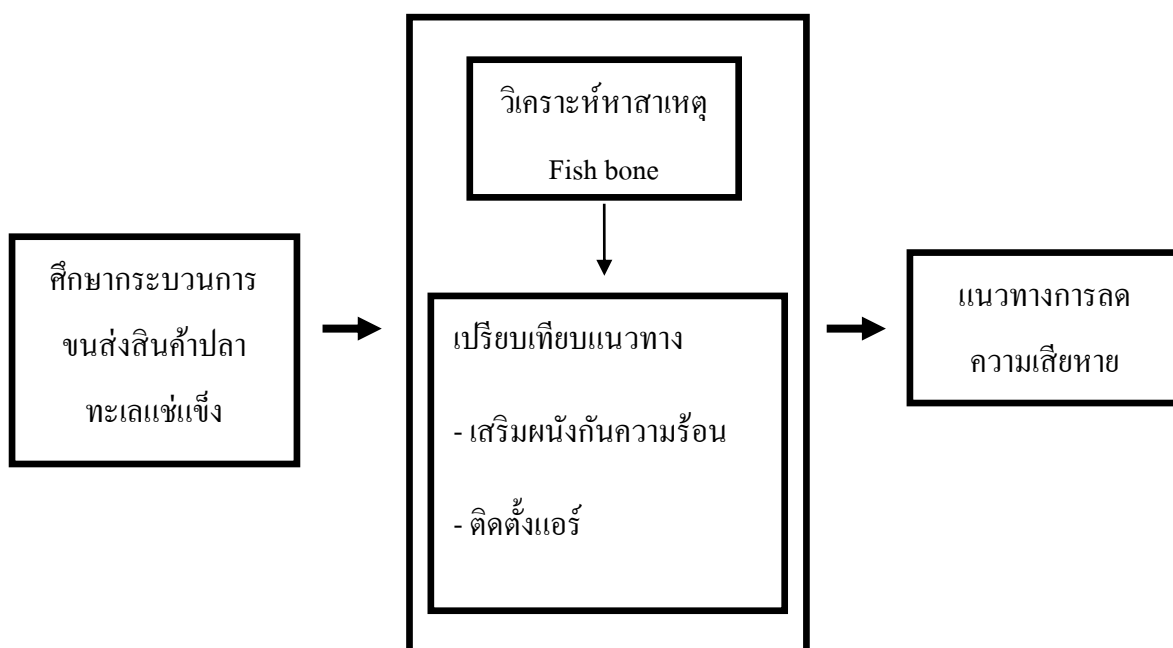 ศึกษากระบวนการ
ขนส่งสินค้าปลา
ทะเลแช่แข็ง
วิเคราะห์หาสาเหตุ
Fish bone
เปรียบเทียบแนวทาง
- เสริมผนังกันความร้อน
- ติดตั้งแอร์
แนวทางการลด
ความเสียหาย